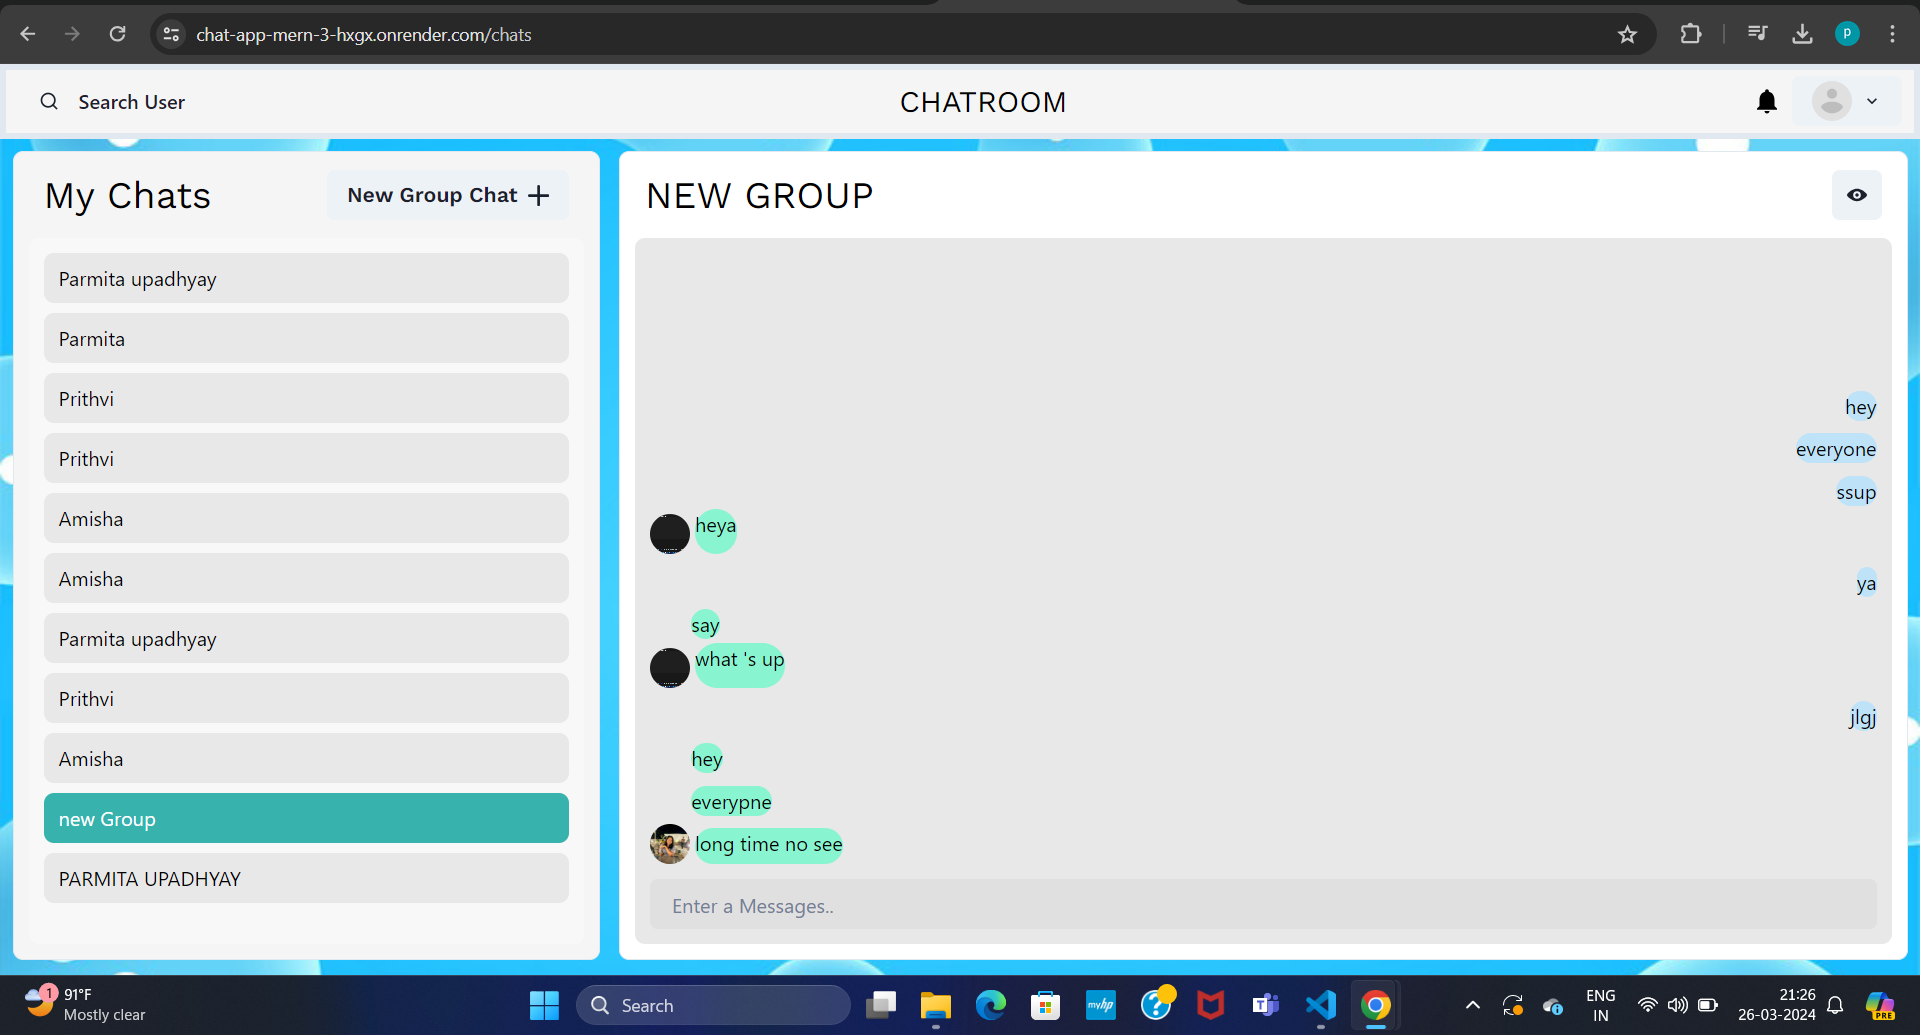 chat-app-mern-3-hxgx.onrender.com/chats
p
Search User
CHATROOM
My Chats
New Group Chat
NEW GROUP
Parmita upadhyay
Parmita
Prithvi
Prithvi
Amisha
Amisha
Parmita upadhyay
Prithvi
Amisha
new Group
PARMITA UPADHYAY
hey
everyone
ssup
heya
ya
say
what 's up
jlgj
hey
everypne
long time no see
Enter a Messages..
1
91°F
Mostly clear
Search
myhp
?
T
PRE
ENG
IN
21:26
26-03-2024